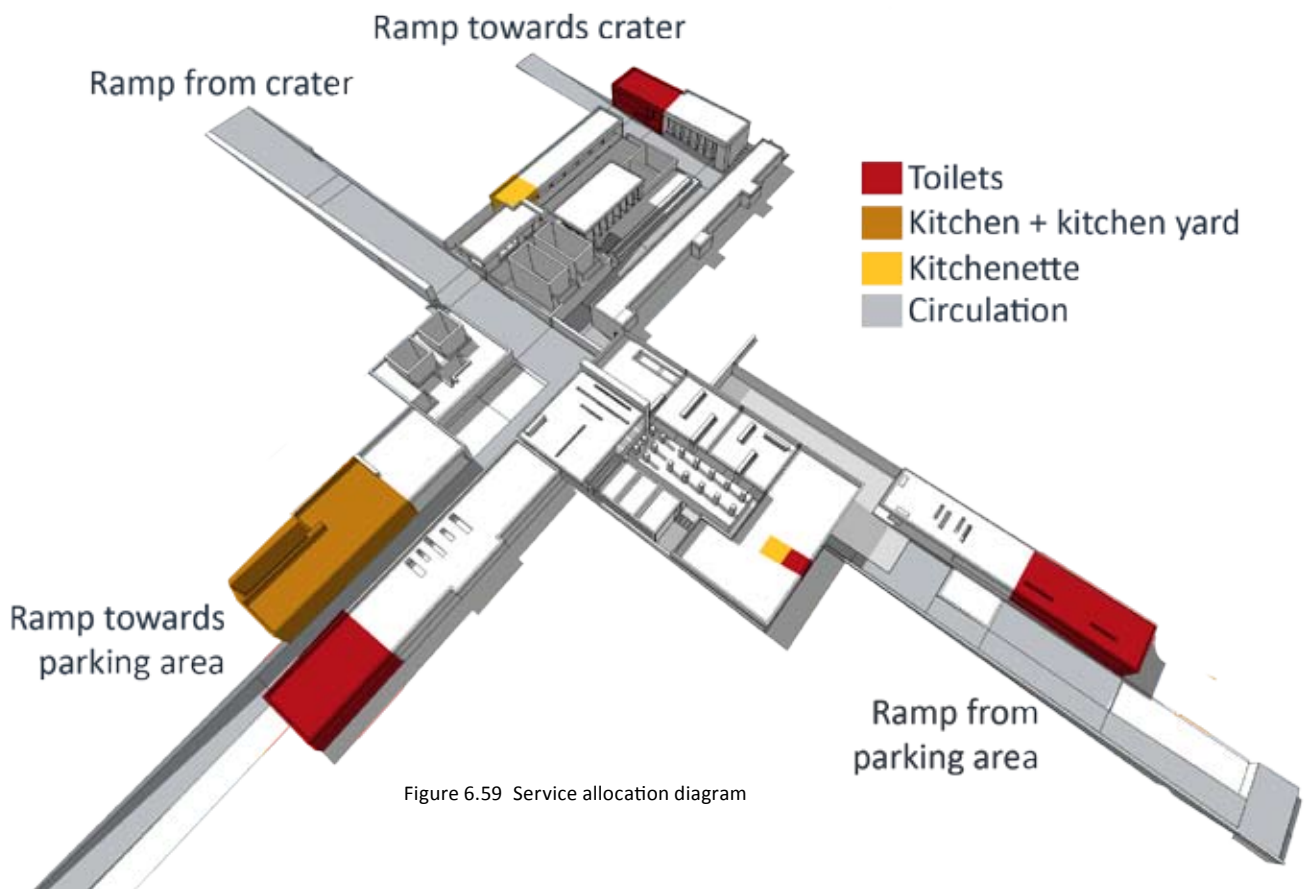 Ramp towards crater
Ramp from crater
Toilets
Kitchen + kitchen yard
Kitchenette
Circulation
Ramp towards
parking area
Ramp from
parking area
Figure 6.59 Service allocation diagram